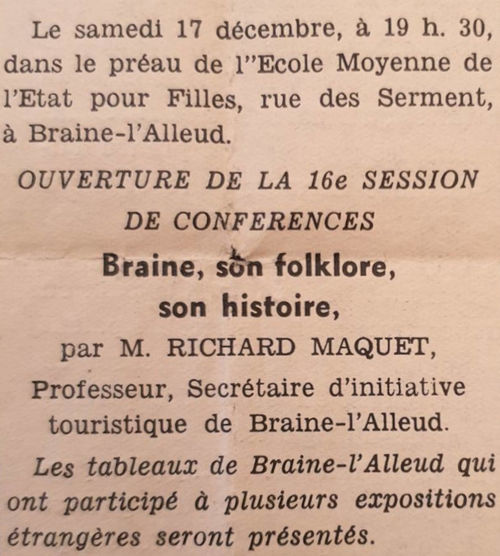 Le samedi 17 décembre, à 19 h. 30,
dans le préau de l''Ecole Moyenne de
l'Etat pour Filles, rue des Serment,
à Braine-l'Alleud.
OUVERTURE DE LA 16e SESSION
DE CONFERENCES
Braine, son folklore,
son histoire,
par M. RICHARD MAQUET,
Professeur, Secrétaire d'initiative
touristique de Braine-l'Alleud.
Les tableaux de Braine-l'Alleud qui
ont participé à plusieurs expositions
étrangères seront présentés.